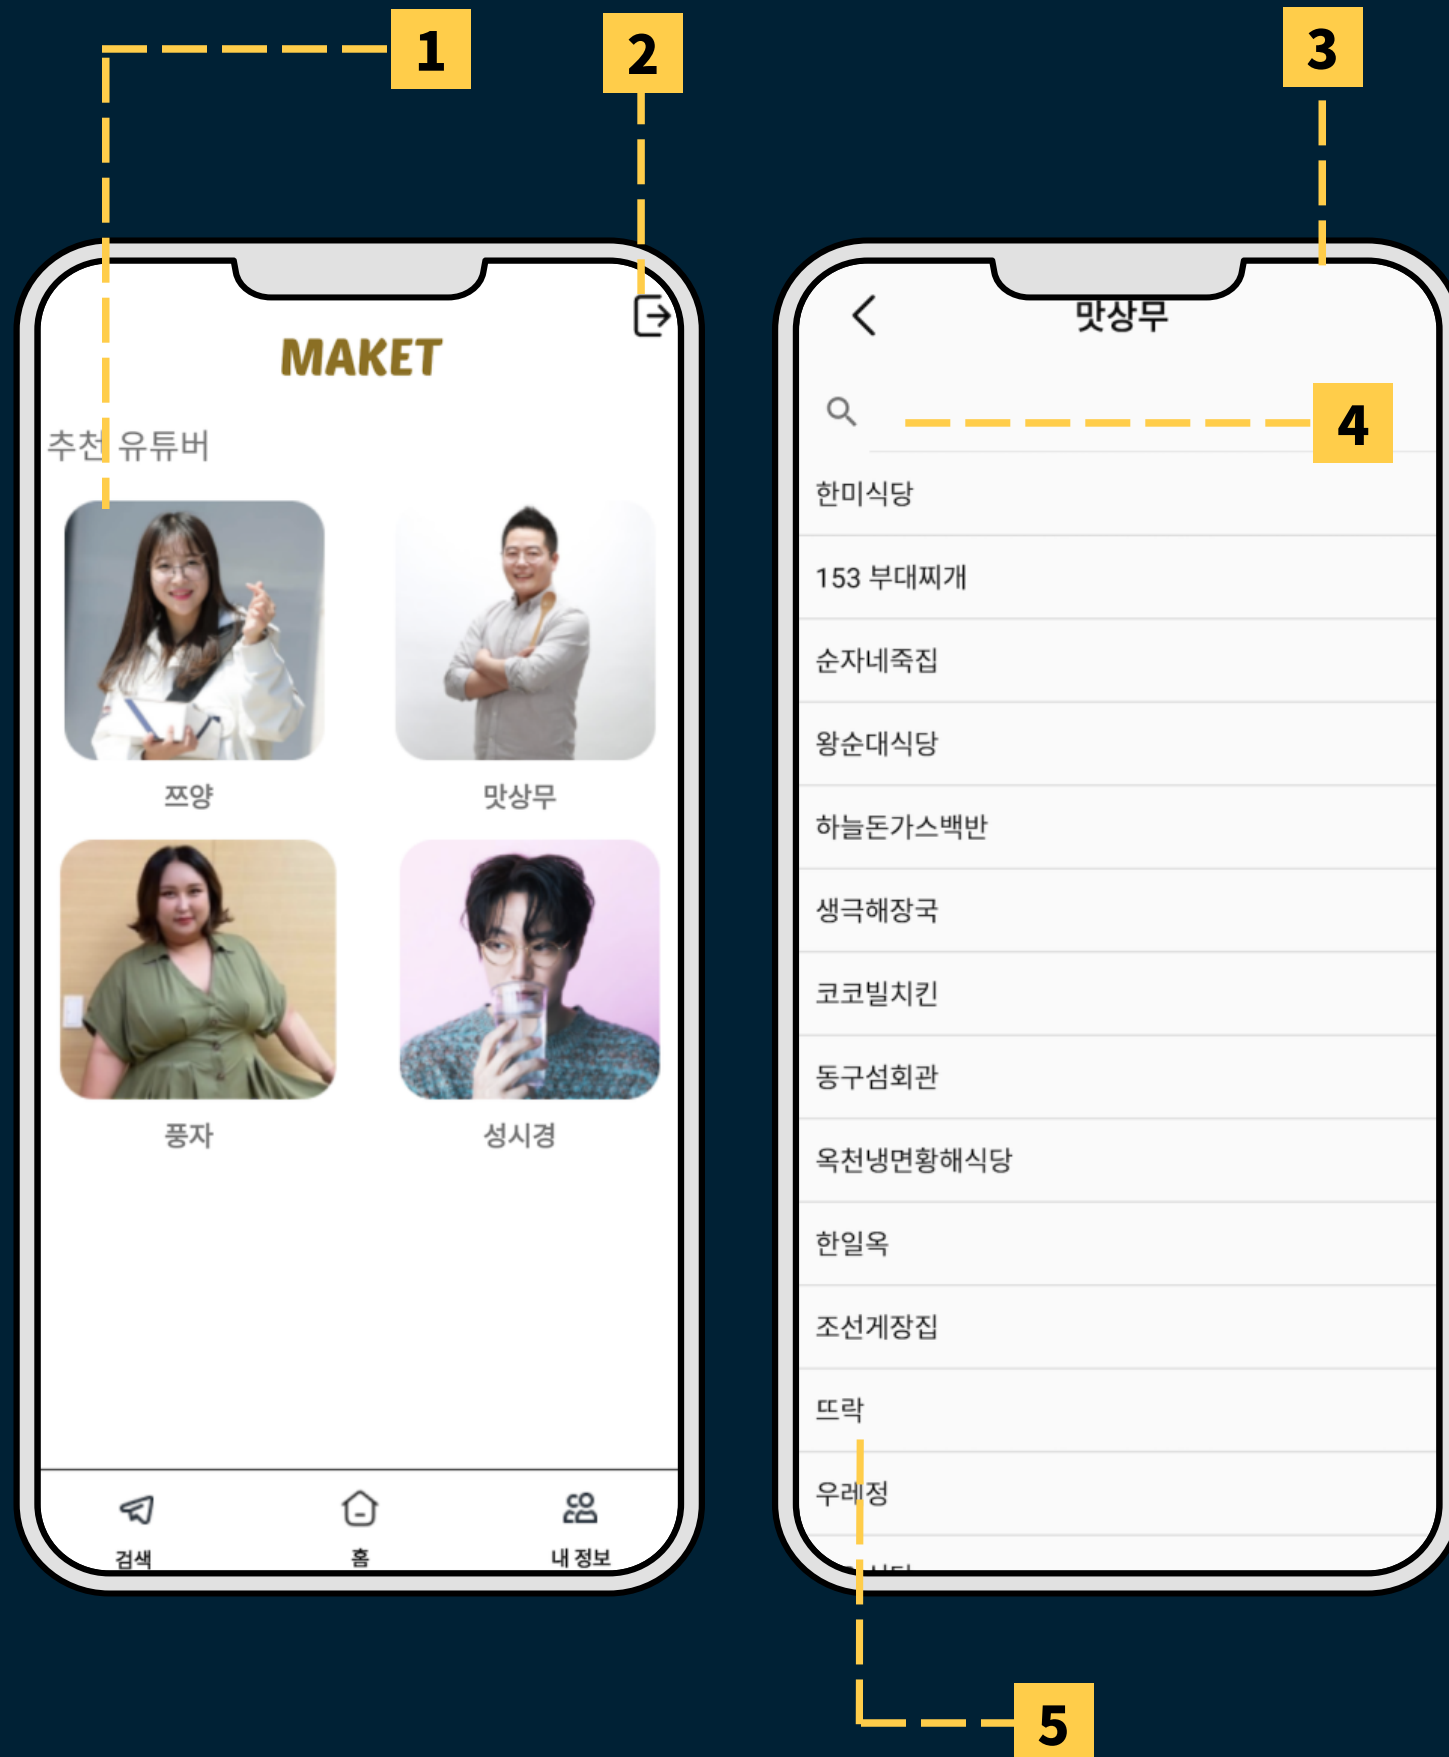 1
2
3
MAKET
추천 유튜버
쯔양
맛상무
풍자
성시경
검색
홈
내 정보
맛상무
4
한미식당
153 부대찌개
순자네죽집
왕순대식당
하늘돈가스백반
생극해장국
코코빌치킨
동구섬회관
옥천냉면황해식당
한일옥
조선게장집
뜨락
우레정
5